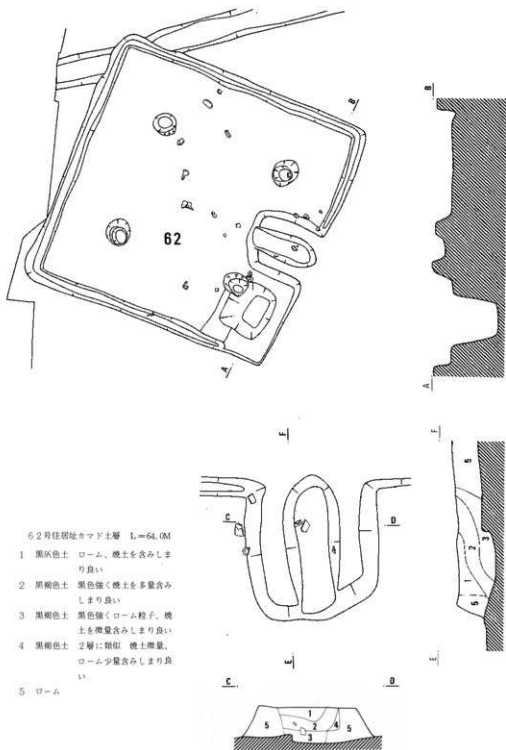 B
62
A
B
A
62号住居址カマド土層 L=64.0M
1 黒灰色土 ローム、焼土を含みしま
り良い
2 黒褐色土 黒色強く焼土を多量含み
しまり良い
3 黒褐色土 黒色強くローム粒子、焼
土を微量含みしまり良い
4 黒褐色土 2層に類似 焼土微量、
ローム少量含みしまり良
い
5 ローム
F
C
D
4
E
F
5
3
2
1
5
E
C
D
5
1
2
4
3
5